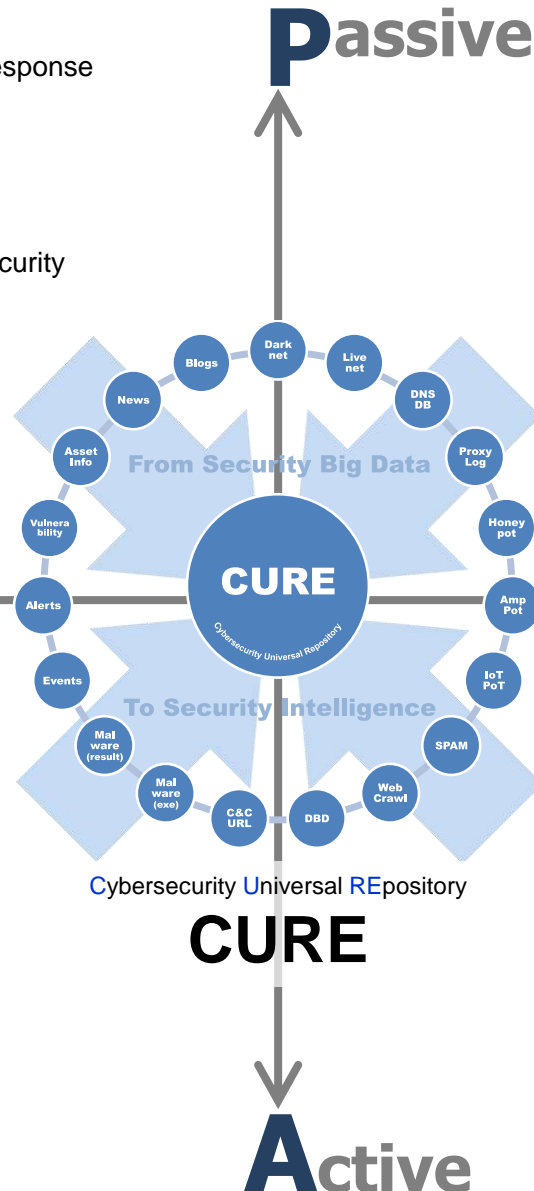 Passive
esponse
curity
Dark
net
Live
net
DNS
DB
Proxy
Log
Honey
pot
Amp
Pot
IoT
PoT
SPAM
Web
Crawl
DBD
C&C
URL
Mal
ware
(exe)
Mal
ware
(result)
Events
Alerts
Vulnera
bility
Asset
Info
News
Blogs
From Security Big Data
CURE
Cybersecurity Universal Repository
To Security Intelligence
Cybersecurity Universal REpository
CURE
Active